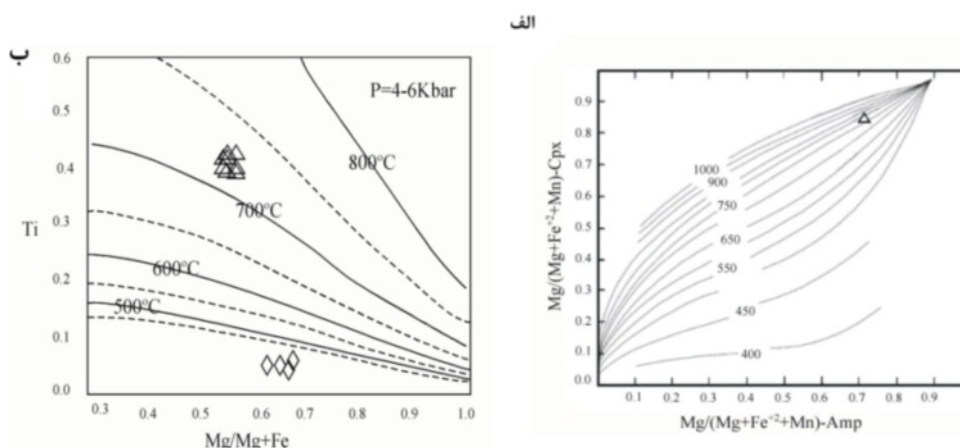 الف
ب
0.6
0.5
0.4
0.3
0.2
0.1
0.0
Ti
P=4-6Kbar
800°C
700°C
600°C
500°C
0.3 0.4 0.5 0.6 0.7 0.8 0.9 1.0
Mg/Mg+Fe
0.9
0.8
0.7
0.6
0.5
0.4
0.3
0.2
0.1
0.0
Mg/(Mg+Fe⁺²+Mn)-Cpx
1000
900
750
650
550
450
400
0.1 0.2 0.3 0.4 0.5 0.6 0.7 0.8 0.9
Mg/(Mg+Fe⁺²+Mn)-Amp